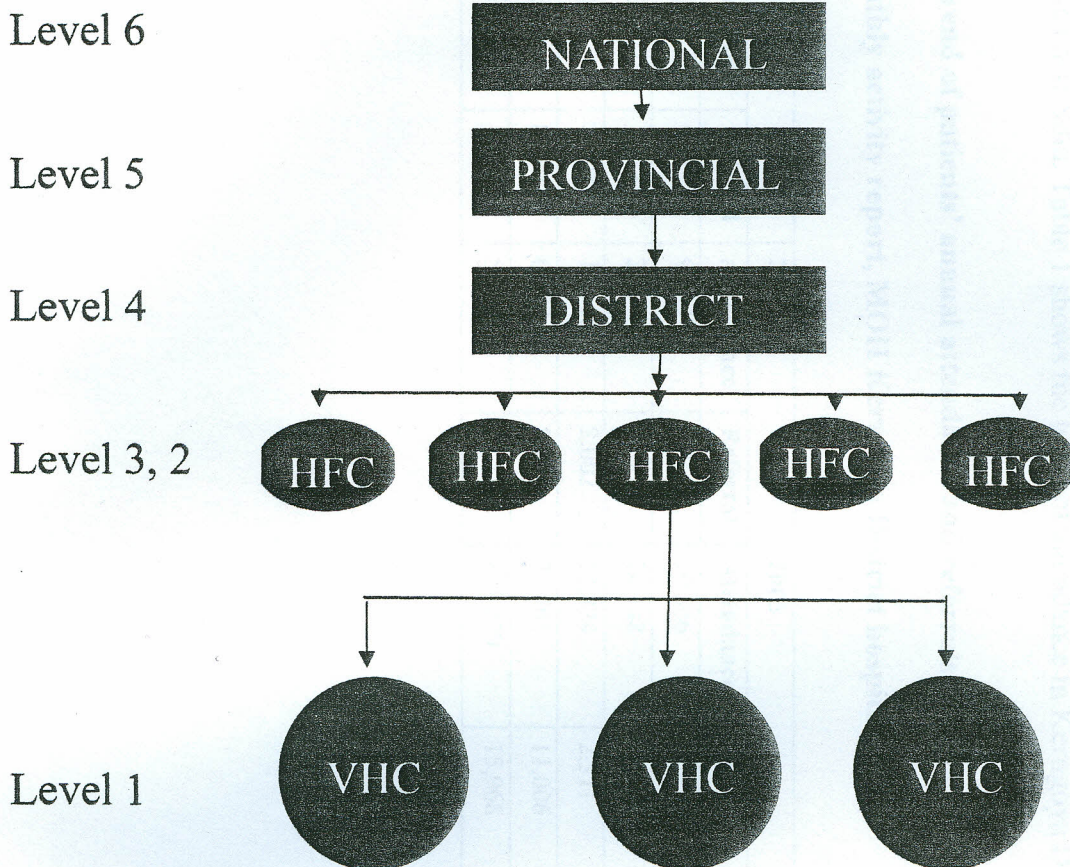 Level 6
NATIONAL
Level 5
PROVINCIAL
Level 4
DISTRICT
Level 3, 2
HFC HFC HFC HFC HFC
Level 1
VHC VHC VHC